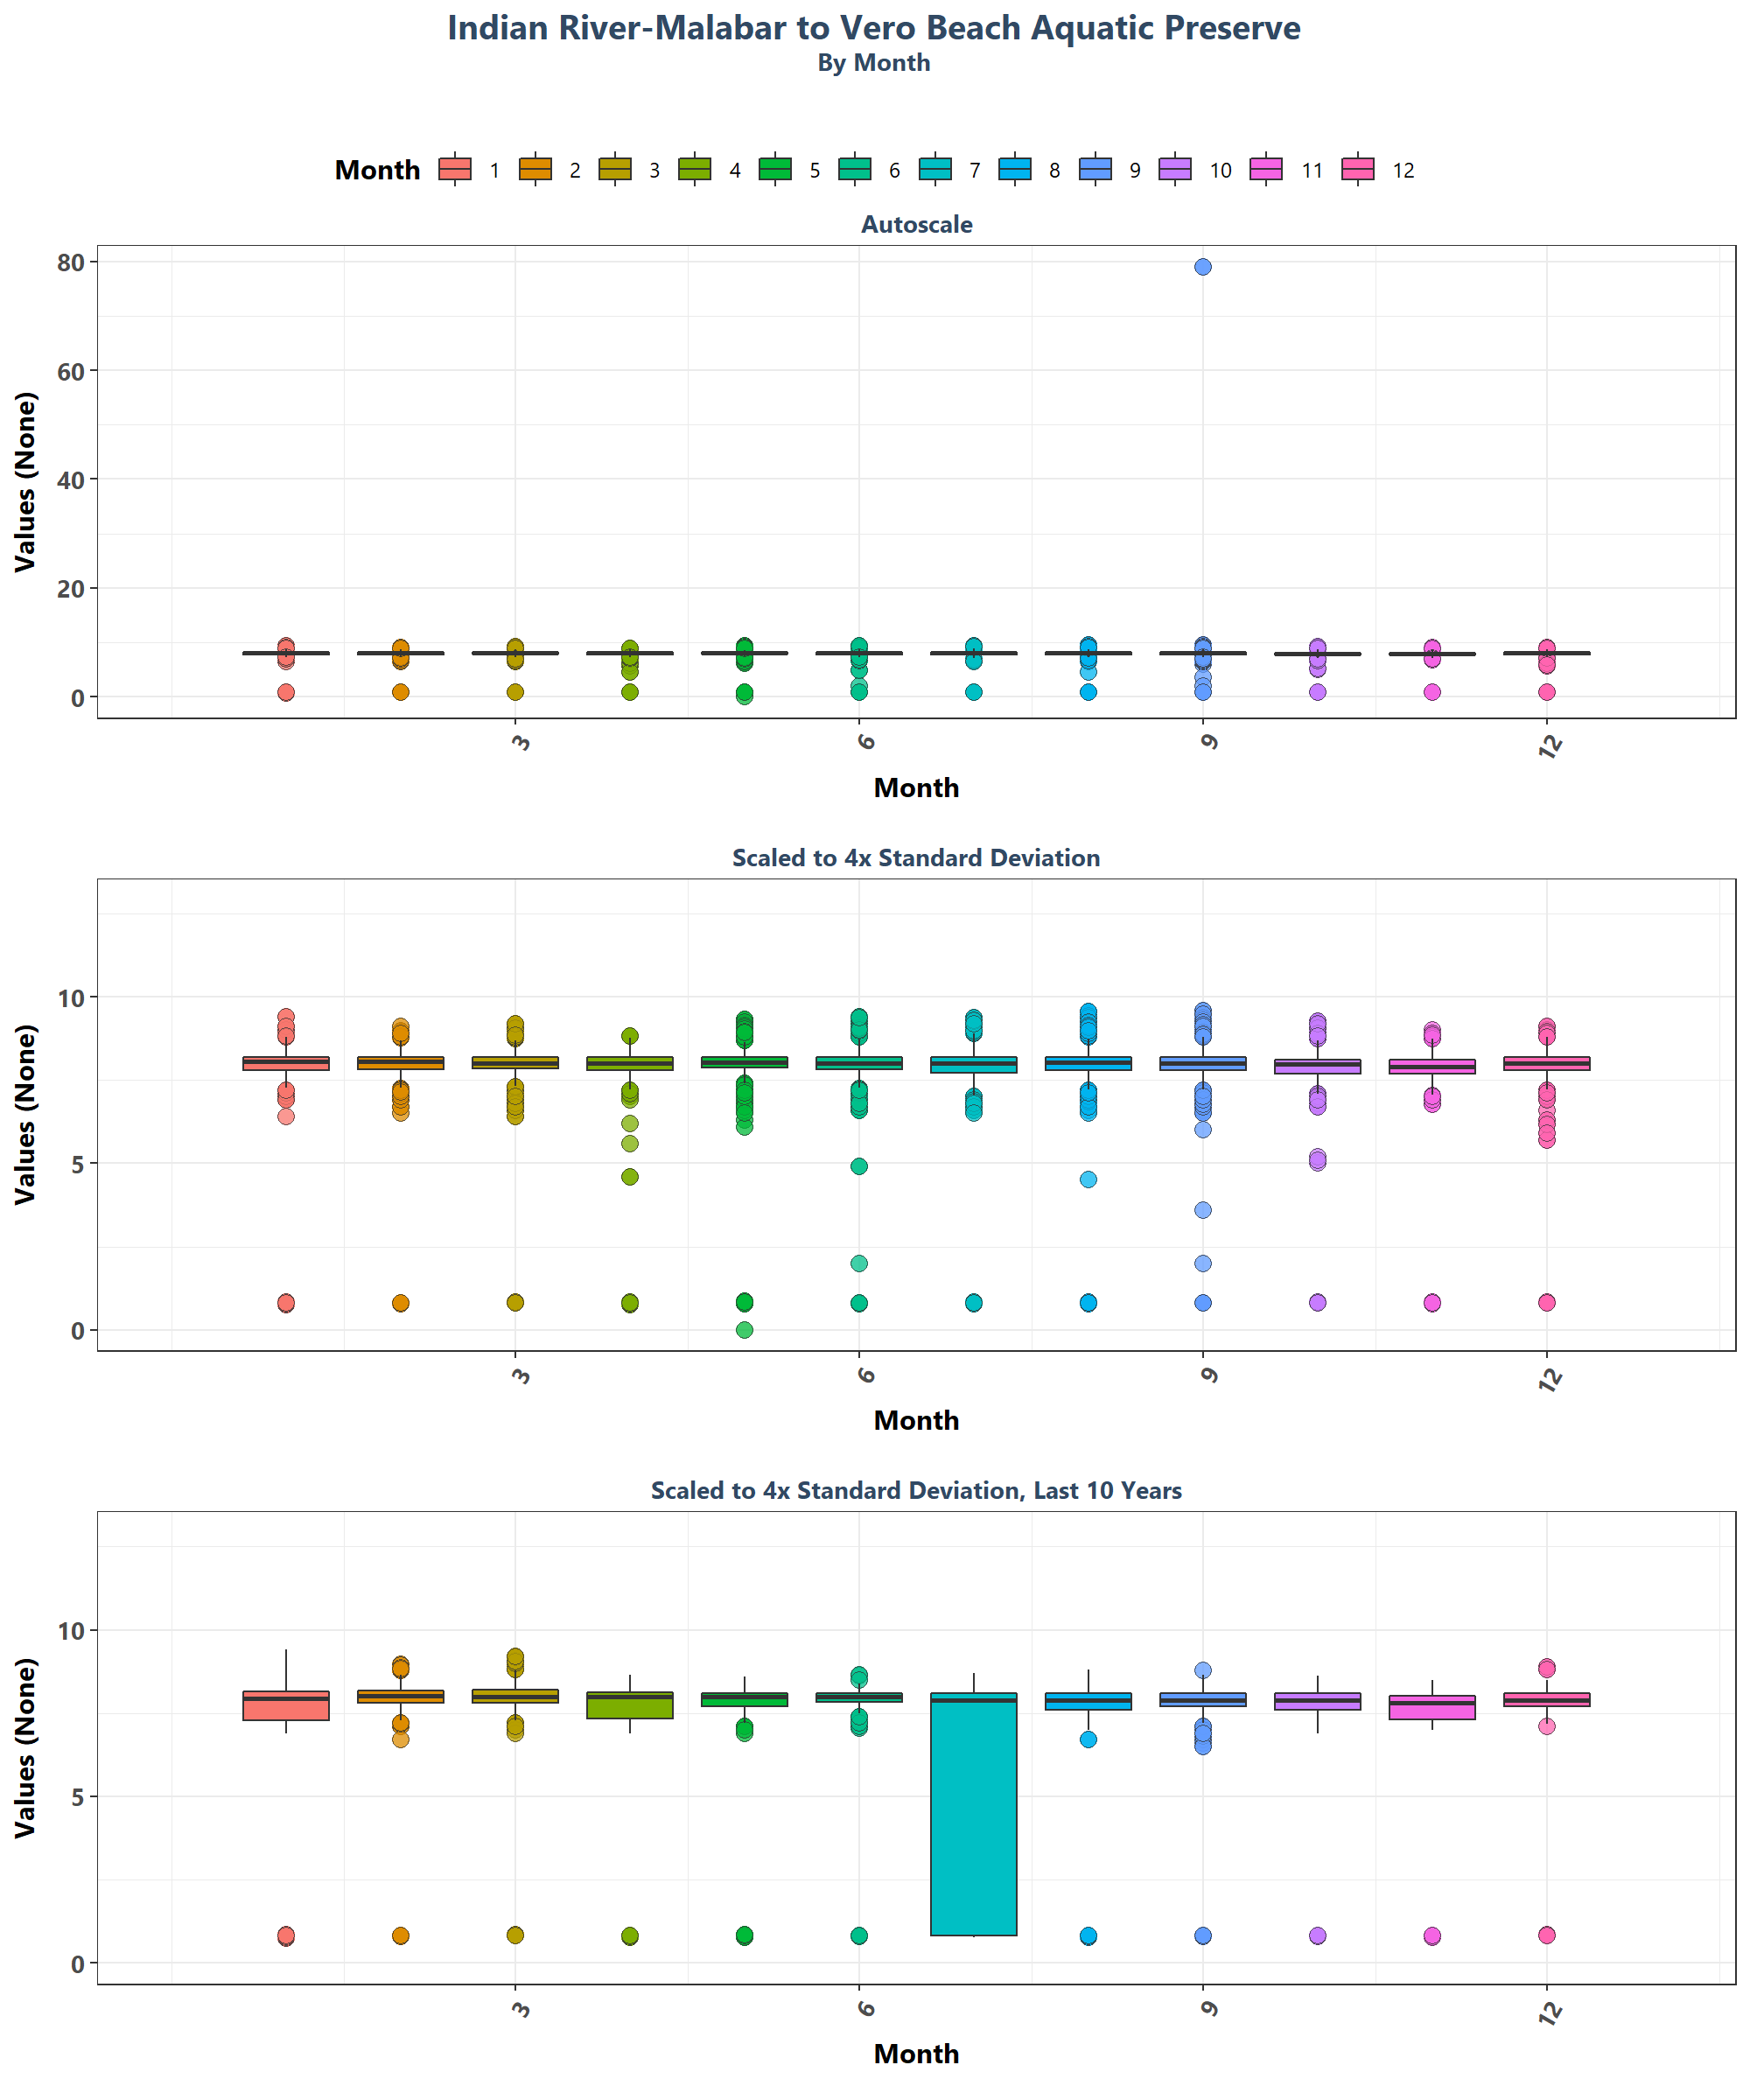 Indian River-Malabar to Vero Beach Aquatic Preserve
By Month
Month 1 2 3 4 5 6 7 8 9 10 11 12
Autoscale
Values (None)
80
60
40
20
0
3 6 9 12
Month
Scaled to 4x Standard Deviation
Values (None)
10
5
0
3 6 9 12
Month
Scaled to 4x Standard Deviation, Last 10 Years
Values (None)
10
5
0
3 6 9 12
Month